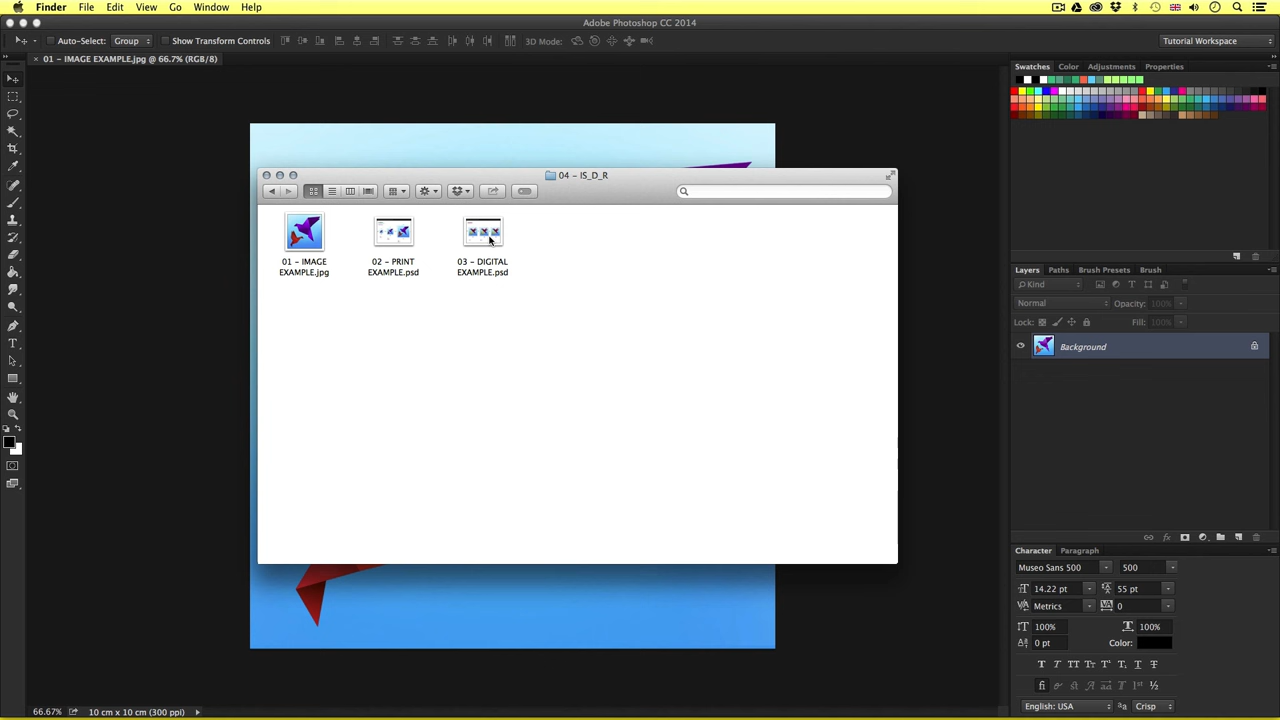 Finder File Edit View Go Window Help
Adobe Photoshop CC 2014
Auto-Select: Group Show Transform Controls 3D Mode: Tutorial Workspace
× 01 – IMAGE EXAMPLE.jpg @ 66.7% (RGB/8)
Swatches Color Adjustments Properties
04 – IS_D_R
01 – IMAGE
EXAMPLE.jpg
02 – PRINT
EXAMPLE.psd
03 – DIGITAL
EXAMPLE.psd
Layers Paths Brush Presets Brush
Kind
Normal Opacity: 100%
Lock: Fill: 100%
Background
Character Paragraph
Museo Sans 500 500
14.22 pt 55 pt
Metrics 0
100% 100%
0 pt Color:
English: USA Crisp
66.67% 10 cm x 10 cm (300 ppi)